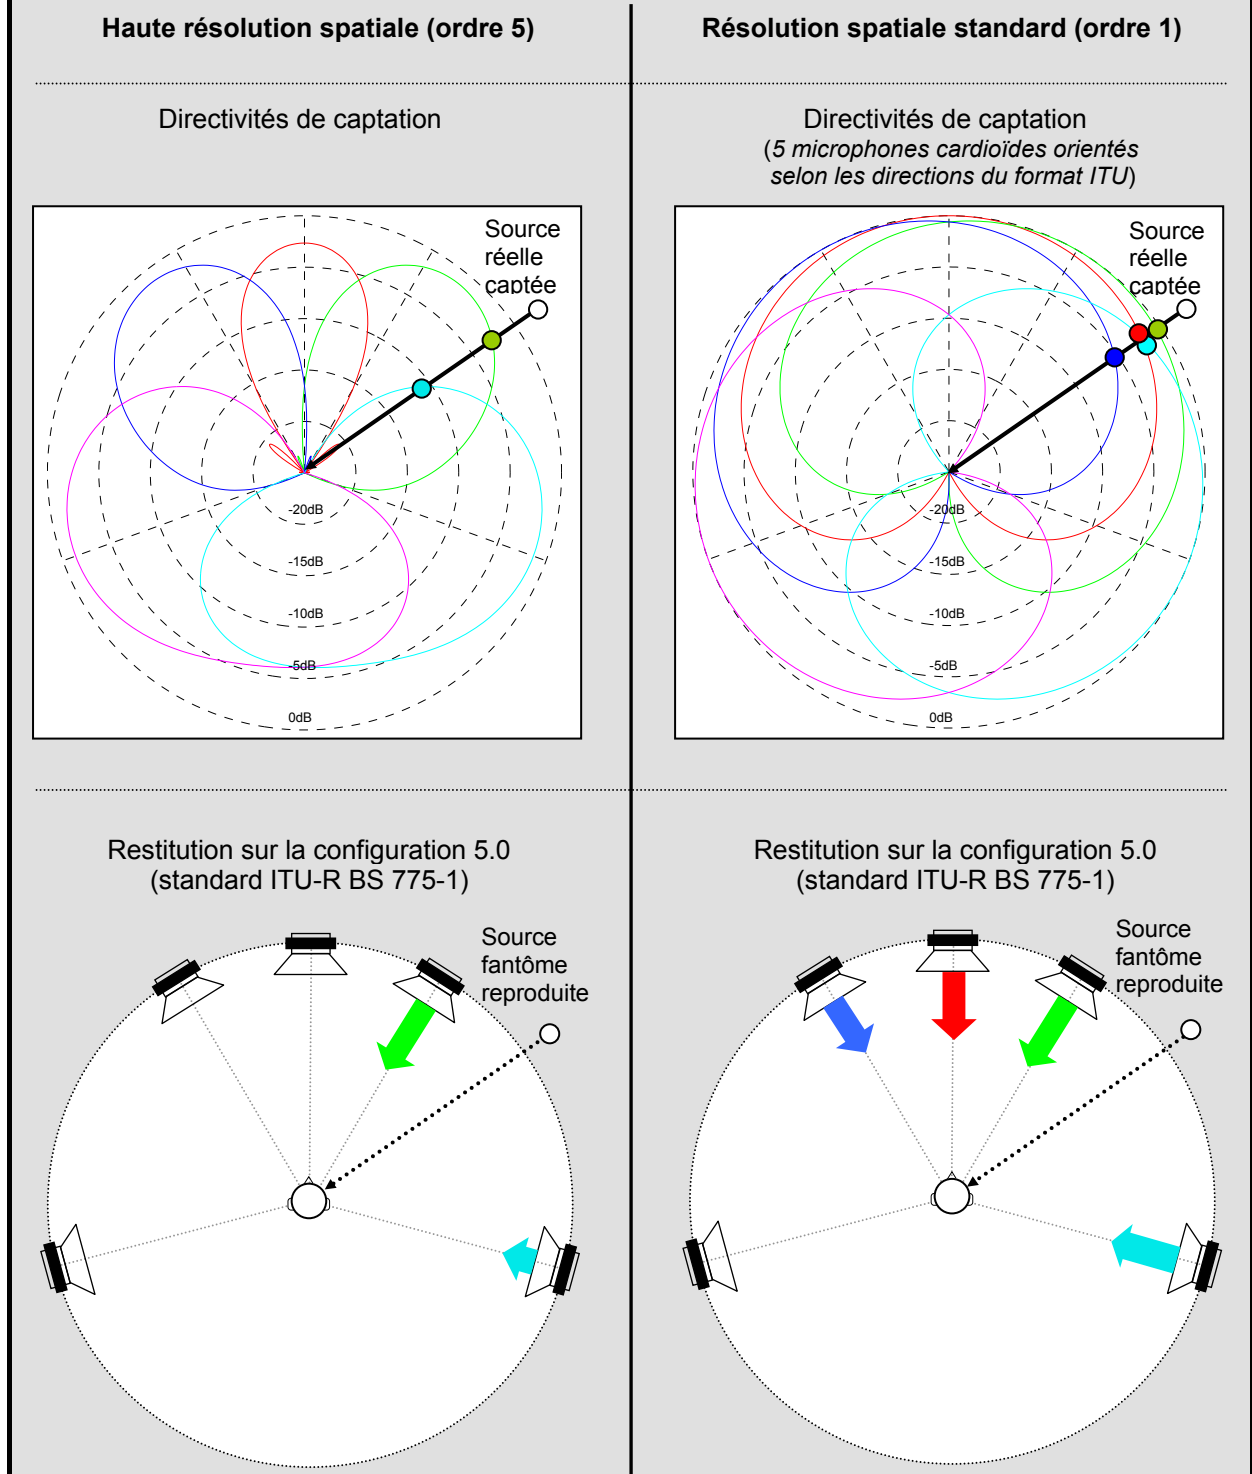 Haute résolution spatiale (ordre 5)
Directivités de captation
Source
réelle
captée
-20dB
-15dB
-10dB
-5dB
0dB
Restitution sur la configuration 5.0
(standard ITU-R BS 775-1)
Source
fantôme
reproduite
Résolution spatiale standard (ordre 1)
Directivités de captation
(5 microphones cardioïdes orientés
selon les directions du format ITU)
Source
réelle
captée
-20dB
-15dB
-10dB
-5dB
0dB
Restitution sur la configuration 5.0
(standard ITU-R BS 775-1)
Source
fantôme
reproduite